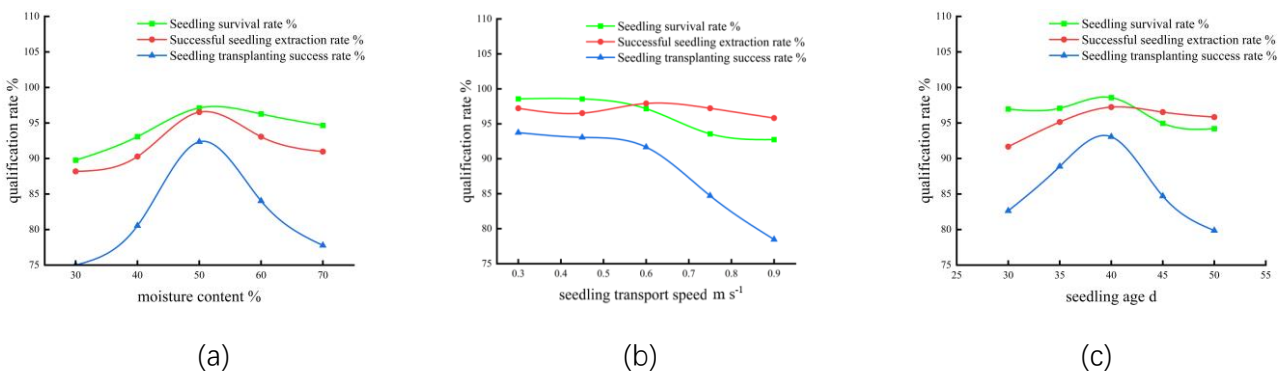 110
105
100
95
90
85
80
75
qualification rate %
Seedling survival rate %
Successful seedling extraction rate %
Seedling transplanting success rate %
30 40 50 60 70
moisture content %
(a)
110
105
100
95
90
85
80
75
qualification rate %
Seedling survival rate %
Successful seedling extraction rate %
Seedling transplanting success rate %
0.3 0.4 0.5 0.6 0.7 0.8 0.9
seedling transport speed m s⁻¹
(b)
110
105
100
95
90
85
80
75
qualification rate %
Seedling survival rate %
Successful seedling extraction rate %
Seedling transplanting success rate %
25 30 35 40 45 50 55
seedling age d
(c)